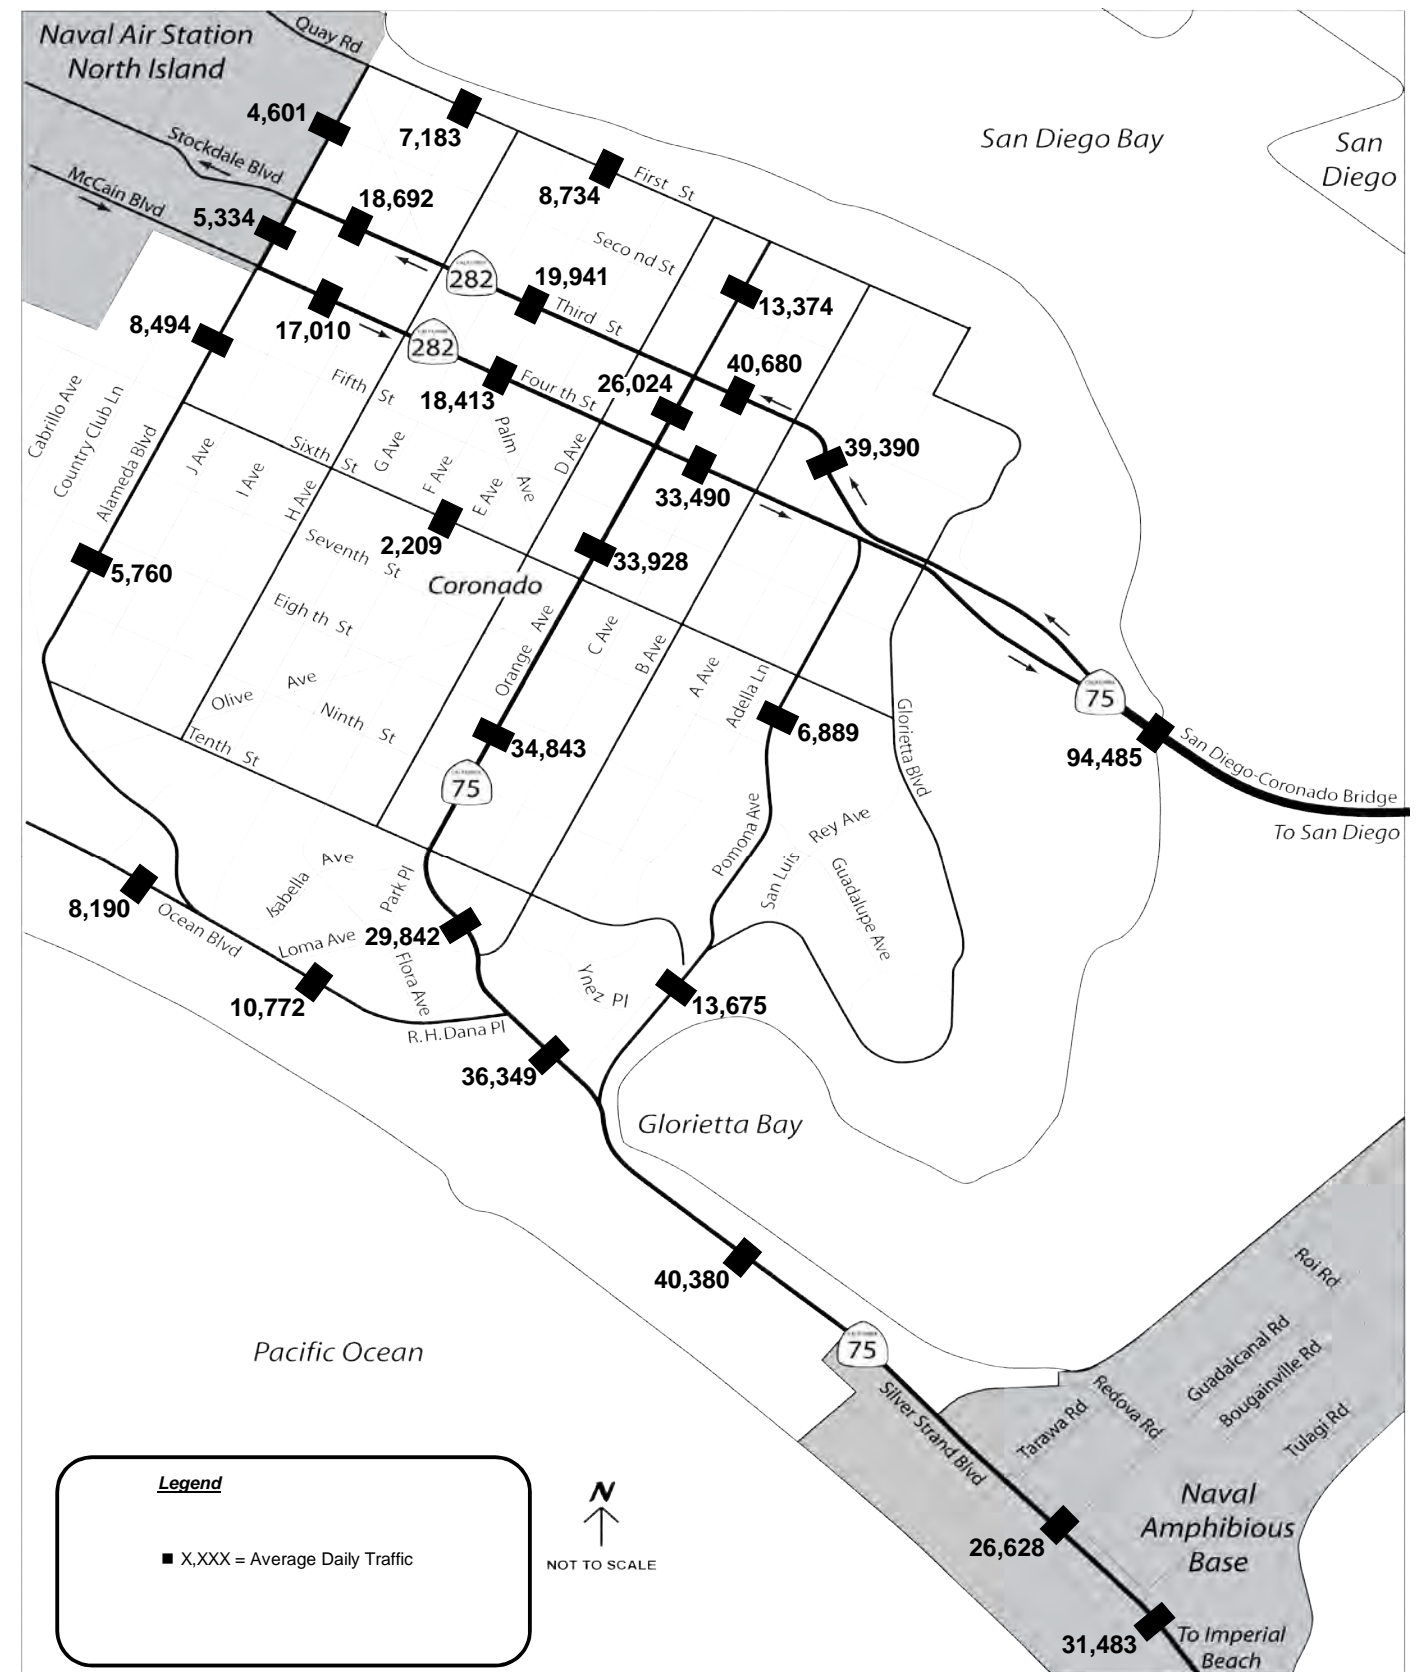 Naval Air Station
North Island
Quay Rd
4,601
7,183
San Diego Bay
San
Diego
Stockdale Blvd
McCain Blvd
18,692
8,734
First St
5,334
Second St
282
19,941
13,374
Third St
8,494
17,010
282
40,680
Fifth St
18,413
Fourth St
26,024
39,390
Cabrillo Ave
Country Club Ln
Alameda Blvd
J Ave
I Ave
H Ave
Sixth St
G Ave
F Ave
E Ave
Palm Ave
D Ave
33,490
2,209
Seventh St
33,928
5,760
Coronado
Eighth St
Orange Ave
C Ave
B Ave
A Ave
Adella Ln
Olive Ave
Ninth St
Tenth St
34,843
6,889
Glorietta Blvd
75
94,485
San Diego-Coronado Bridge
To San Diego
75
Pomona Ave
San Luis Rey Ave
Guadalupe Ave
Isabella Ave
Park Pl
8,190
Ocean Blvd
Loma Ave
29,842
Flora Ave
Ynez Pl
10,772
R.H.Dana Pl
13,675
36,349
Glorietta Bay
40,380
75
Pacific Ocean
Silver Strand Blvd
Roi Rd
Guadalcanal Rd
Bougainville Rd
Redova Rd
Tarawa Rd
Tulagi Rd
Naval
Amphibious
Base
26,628
31,483
To Imperial
Beach
Legend
X,XXX = Average Daily Traffic
N
NOT TO SCALE